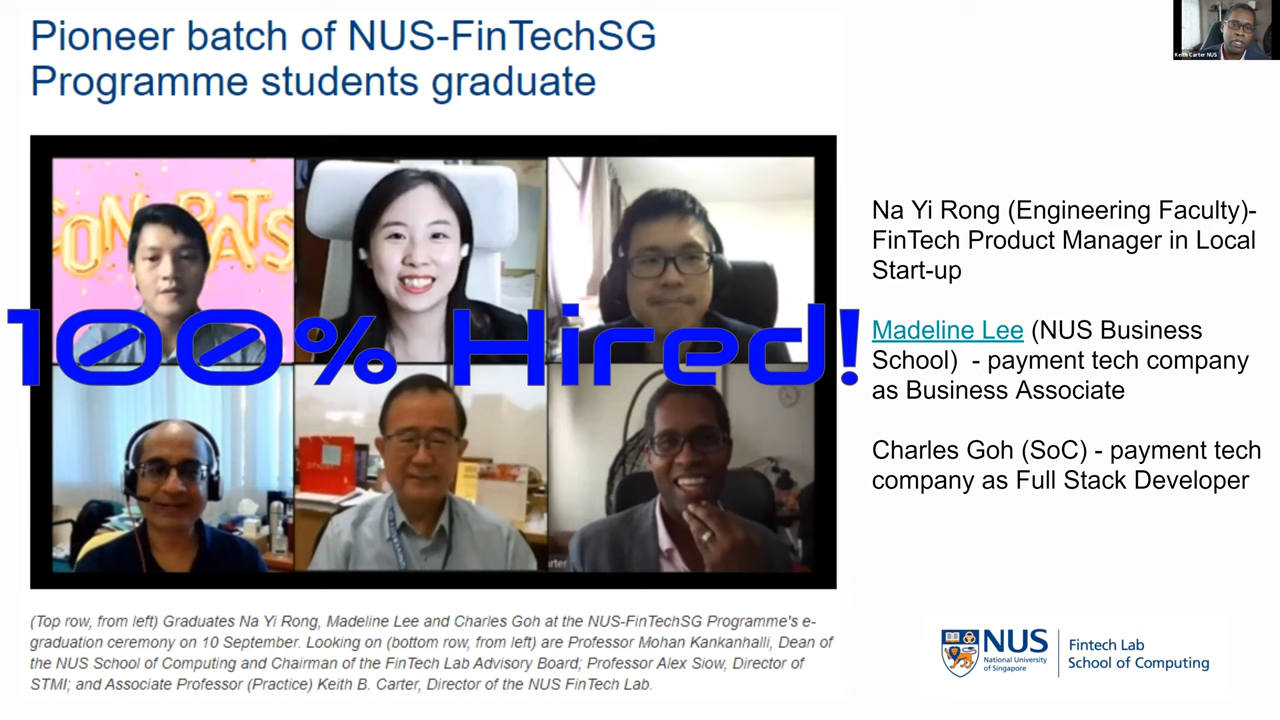 Pioneer batch of NUS-FinTechSG
Programme students graduate
Keith Carter NUS
CONGRATS
100% Hired!
Na Yi Rong (Engineering Faculty)-
FinTech Product Manager in Local
Start-up
Madeline Lee (NUS Business
School) - payment tech company
as Business Associate
Charles Goh (SoC) - payment tech
company as Full Stack Developer
rter
(Top row, from left) Graduates Na Yi Rong, Madeline Lee and Charles Goh at the NUS-FinTechSG Programme's e-
graduation ceremony on 10 September. Looking on (bottom row, from left) are Professor Mohan Kankanhalli, Dean of
the NUS School of Computing and Chairman of the FinTech Lab Advisory Board; Professor Alex Siow, Director of
STMI; and Associate Professor (Practice) Keith B. Carter, Director of the NUS FinTech Lab.
NUS
National University
of Singapore
Fintech Lab
School of Computing